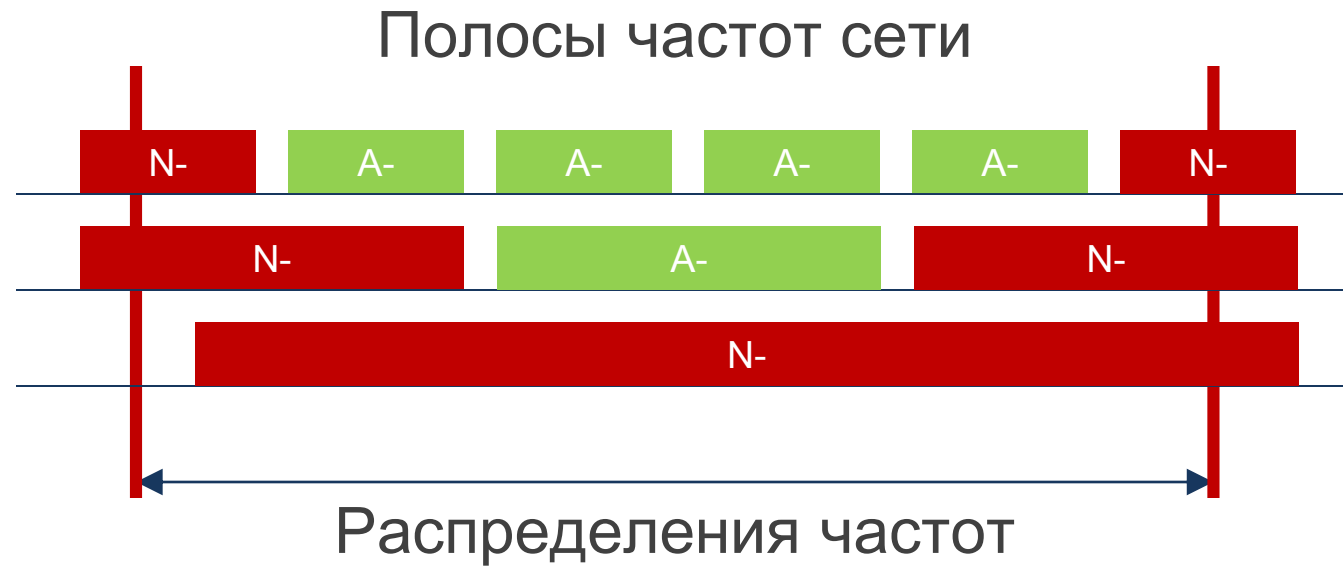 Полосы частот сети
N- A- A- A- A- N-
N- A- N-
N-
Распределения частот